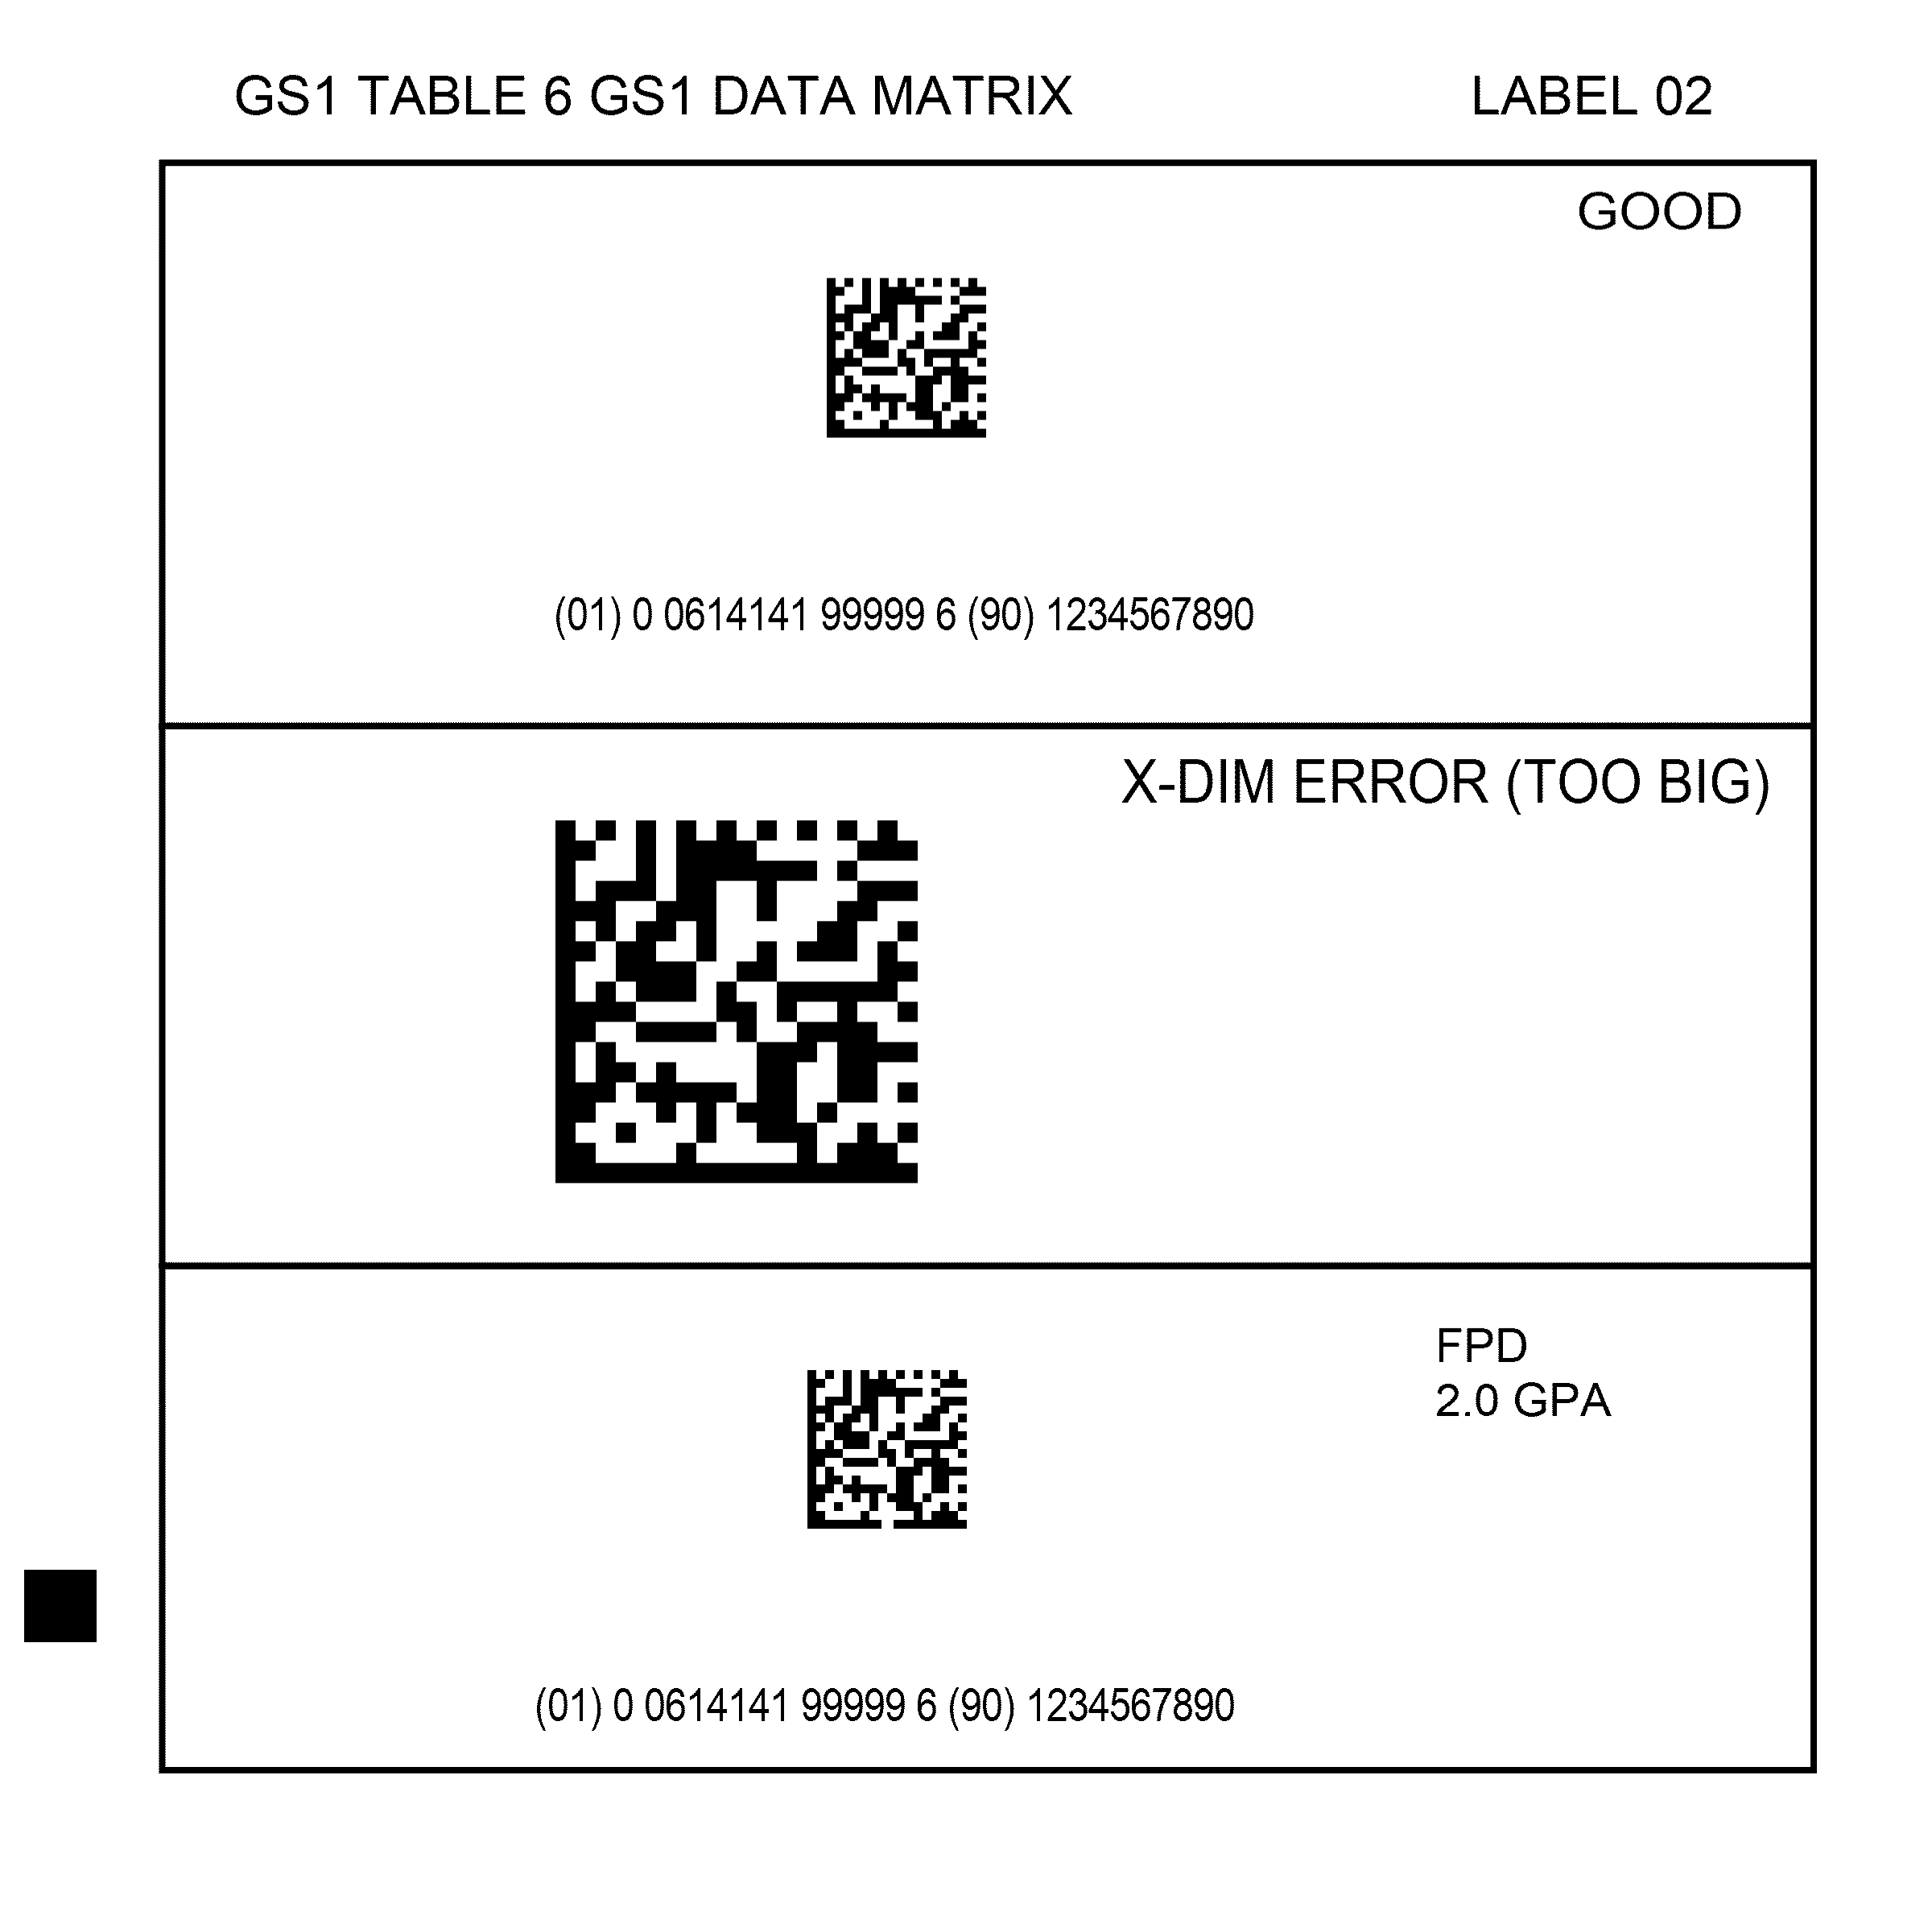 GS1 TABLE 6 GS1 DATA MATRIX LABEL 02
GOOD
(01) 0 0614141 99999 6 (90) 1234567890
X-DIM ERROR (TOO BIG)
FPD
2.0 GPA
(01) 0 0614141 99999 6 (90) 1234567890